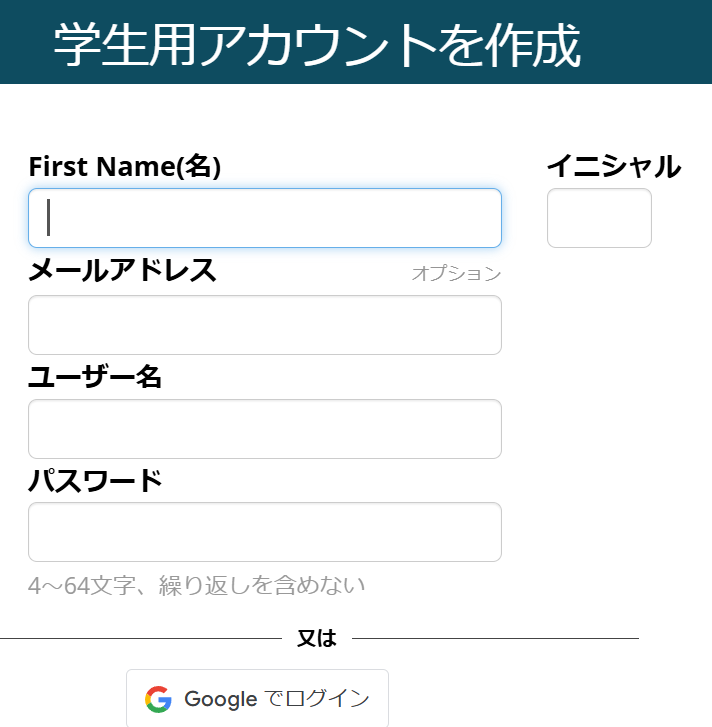 学生用アカウントを作成
First Name(名)
イニシャル
メールアドレス
オプション
ユーザー名
パスワード
4～64文字、繰り返しを含めない
又は
Google でログイン